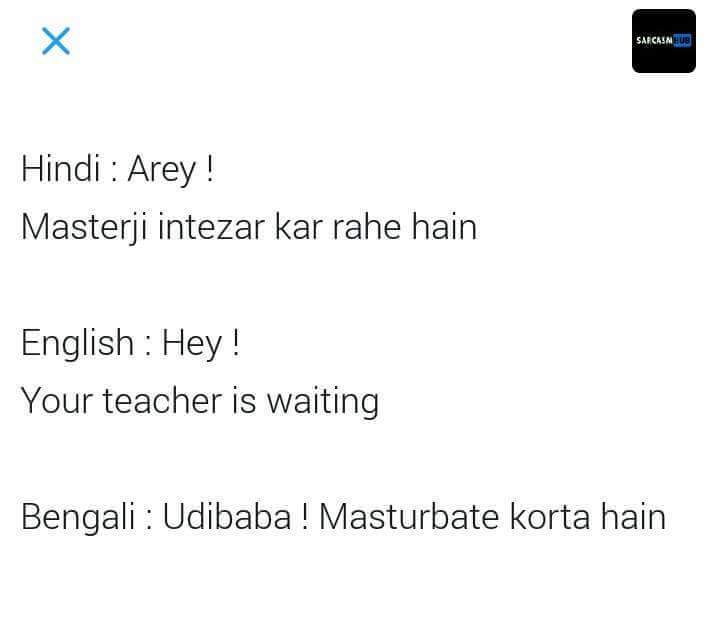 SARCASM HUB
Hindi : Arey !
Masterji intezar kar rahe hain
English : Hey !
Your teacher is waiting
Bengali : Udibaba ! Masturbate korta hain